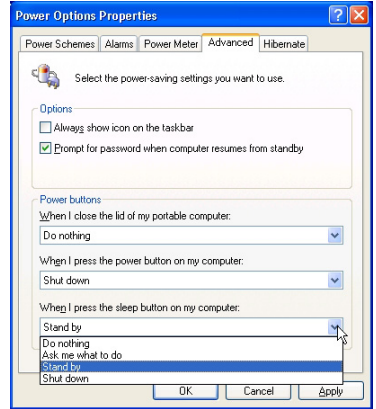 Power Options Properties
Power Schemes Alarms Power Meter Advanced Hibernate
Select the power-saving settings you want to use.
Options
Always show icon on the taskbar
Prompt for password when computer resumes from standby
Power buttons
When I close the lid of my portable computer:
Do nothing
When I press the power button on my computer:
Shut down
When I press the sleep button on my computer:
Stand by
Do nothing
Ask me what to do
Stand by
Shut down
OK Cancel Apply